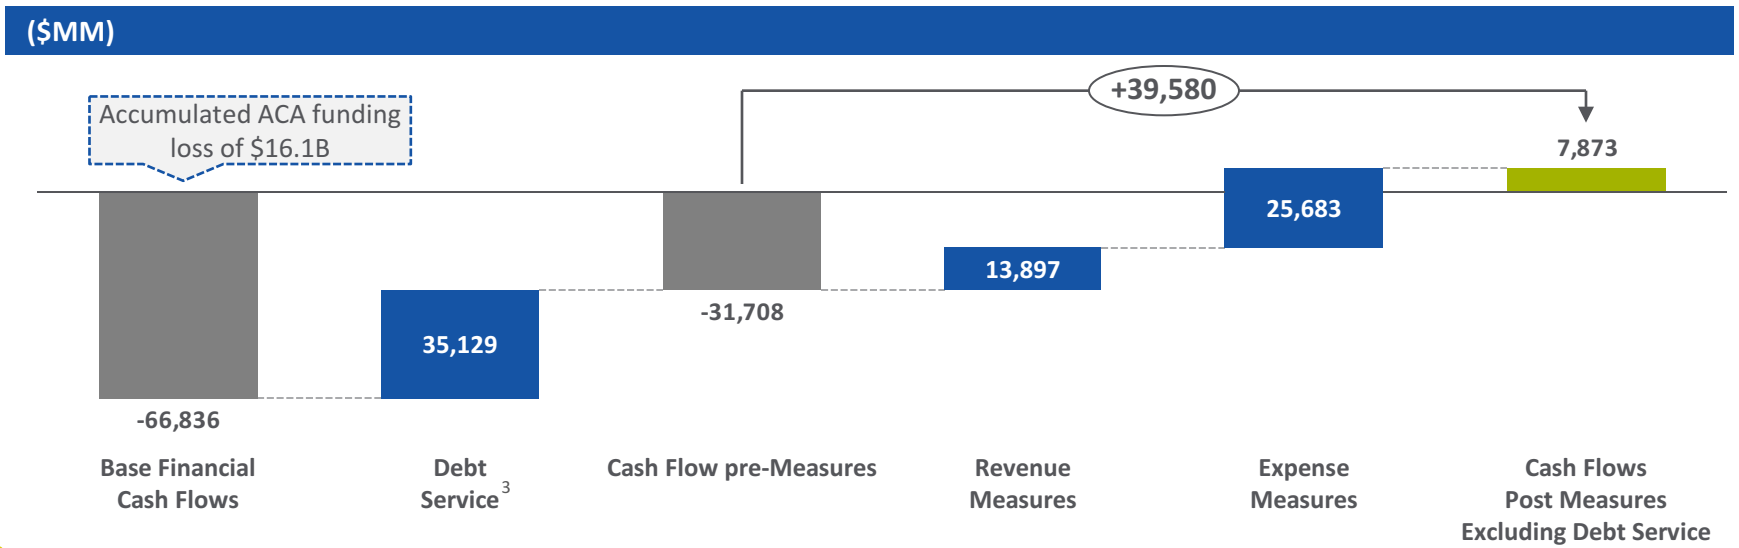 ($MM)
Accumulated ACA funding
loss of $16.1B
+39,580
7,873
25,683
13,897
-31,708
35,129
-66,836
Base Financial
Cash Flows
Debt
Service3
Cash Flow pre-Measures
Revenue
Measures
Expense
Measures
Cash Flows
Post Measures
Excluding Debt Service